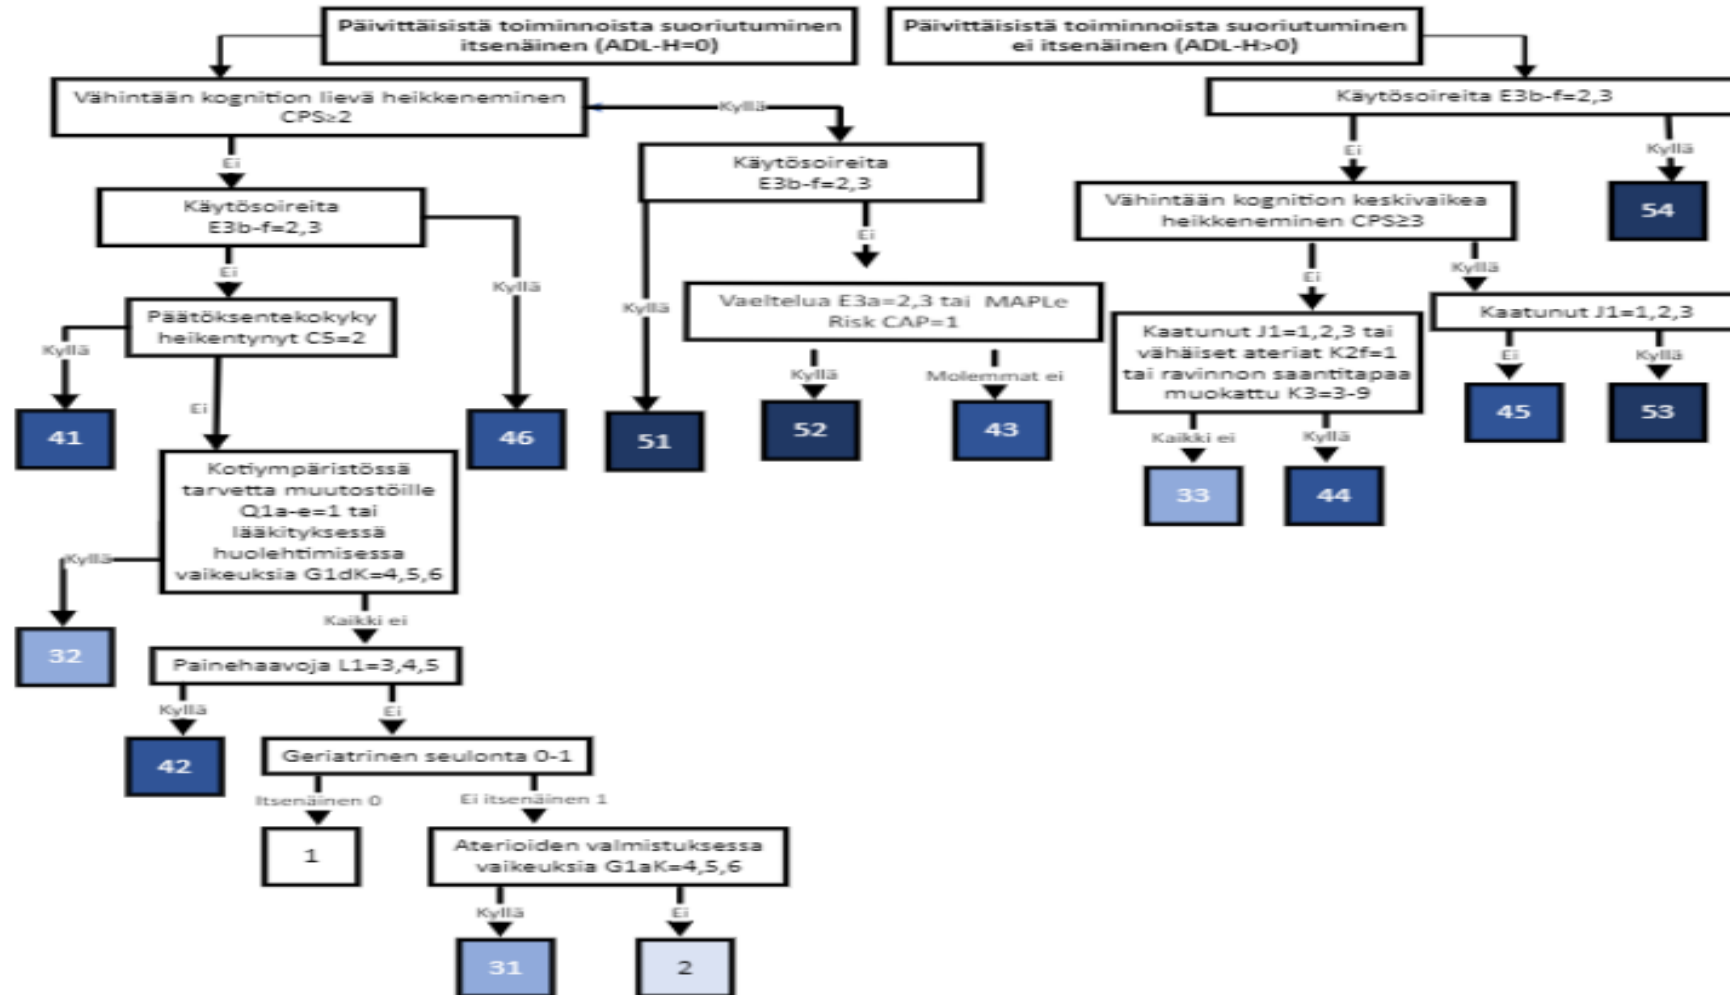 Päivittäisistä toiminnoista suoriutuminen
itsenäinen (ADL-H=0)
Päivittäisistä toiminnoista suoriutuminen
ei itsenäinen (ADL-H>0)
Vähintään kognition lievä heikkeneminen
CPS≥2
Kyllä
Käytösoireita E3b-f=2,3
Ei
Käytösoireita
E3b-f=2,3
Ei
Kyllä
Käytösoireita
E3b-f=2,3
Vähintään kognition keskivaikea
heikkeneminen CPS≥3
54
Ei
Ei
Kyllä
Kyllä
Ei
Kyllä
Päätöksentekokyky
heikentynyt C5=2
Vaeltelua E3a=2,3 tai MAPLe
Risk CAP=1
Kaatunut J1=1,2,3 tai
vähäiset ateriat K2f=1
tai ravinnon saantitapaa
muokattu K3=3-9
Kaatunut J1=1,2,3
Kyllä
Ei
Kyllä
Molemmat ei
Ei
Kyllä
41
46
51
52
43
45
53
Kaikki ei
Kyllä
33
44
Kotiympäristössä
tarvetta muutostöille
Q1a-e=1 tai
lääkityksessä
huolehtimisessa
vaikeuksia G1dK=4,5,6
Kyllä
Kaikki ei
32
Painehaavoja L1=3,4,5
Kyllä
Ei
42
Geriatrinen seulonta 0-1
Itsenäinen 0
Ei itsenäinen 1
1
Aterioiden valmistuksessa
vaikeuksia G1aK=4,5,6
Kyllä
Ei
31
2